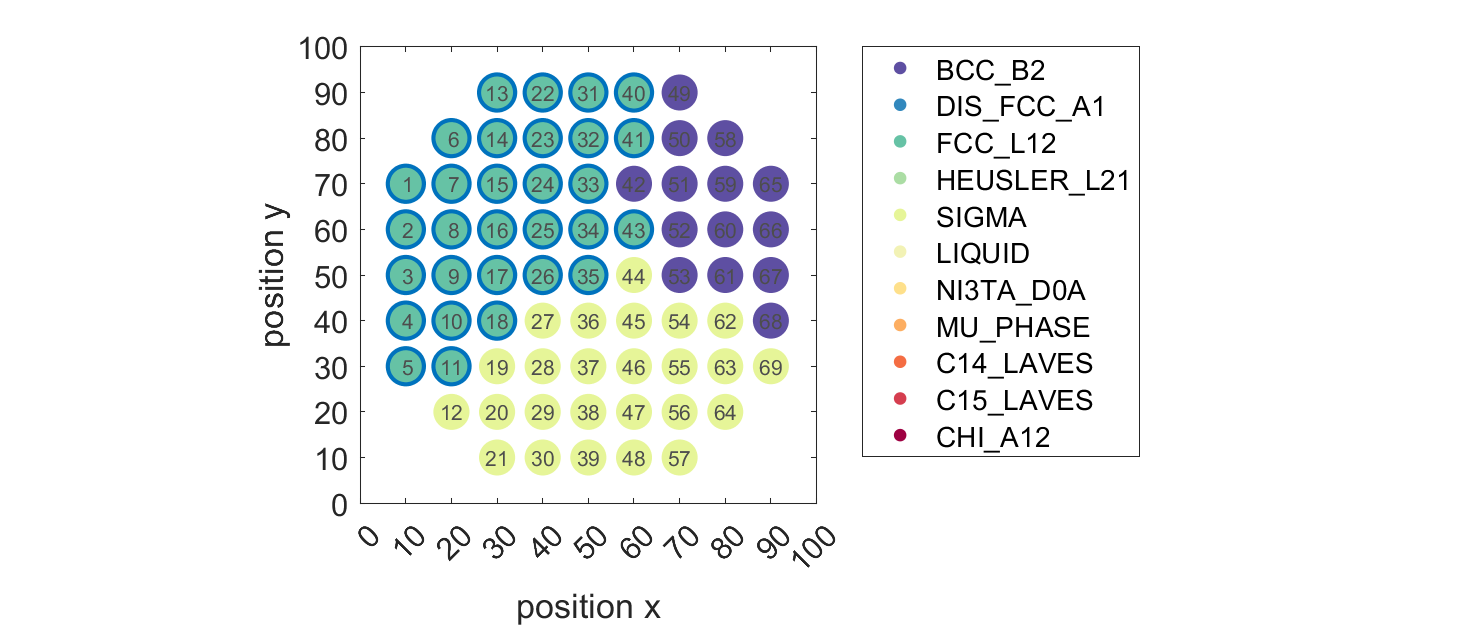 100
90
80
70
60
50
40
30
20
10
0
position y
13 22 31 40 49
6 14 23 32 41 50 58
1 7 15 24 33 42 51 59 65
2 8 16 25 34 43 52 60 66
3 9 17 26 35 44 53 61 67
4 10 18 27 36 45 54 62 68
5 11 19 28 37 46 55 63 69
12 20 29 38 47 56 64
21 30 39 48 57
0 10 20 30 40 50 60 70 80 90 100
position x
BCC_B2
DIS_FCC_A1
FCC_L12
HEUSLER_L21
SIGMA
LIQUID
NI3TA_D0A
MU_PHASE
C14_LAVES
C15_LAVES
CHI_A12